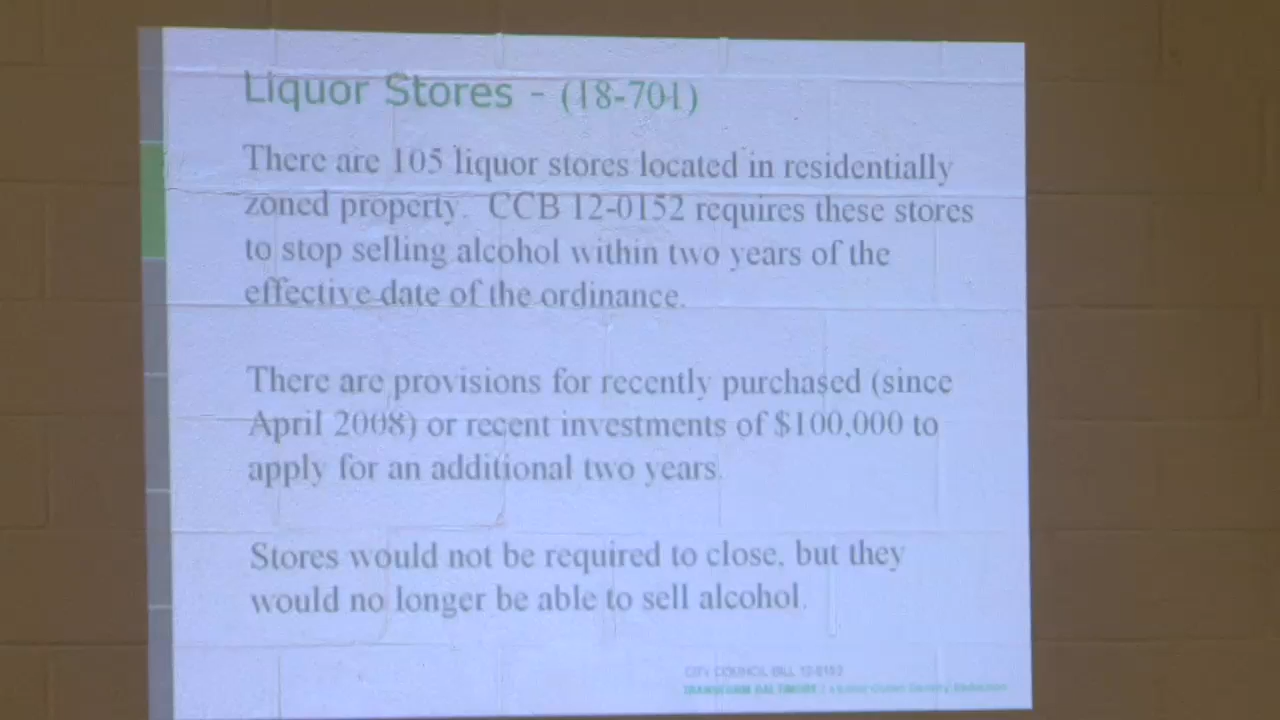 Liquor Stores - (18-701)
There are 105 liquor stores located in residentially
zoned property. CCB 12-0152 requires these stores
to stop selling alcohol within two years of the
effective date of the ordinance.
There are provisions for recently purchased (since
April 2008) or recent investments of $100,000 to
apply for an additional two years.
Stores would not be required to close, but they
would no longer be able to sell alcohol.
CITY COUNCIL BILL 12-0152
TRANSFORM BALTIMORE